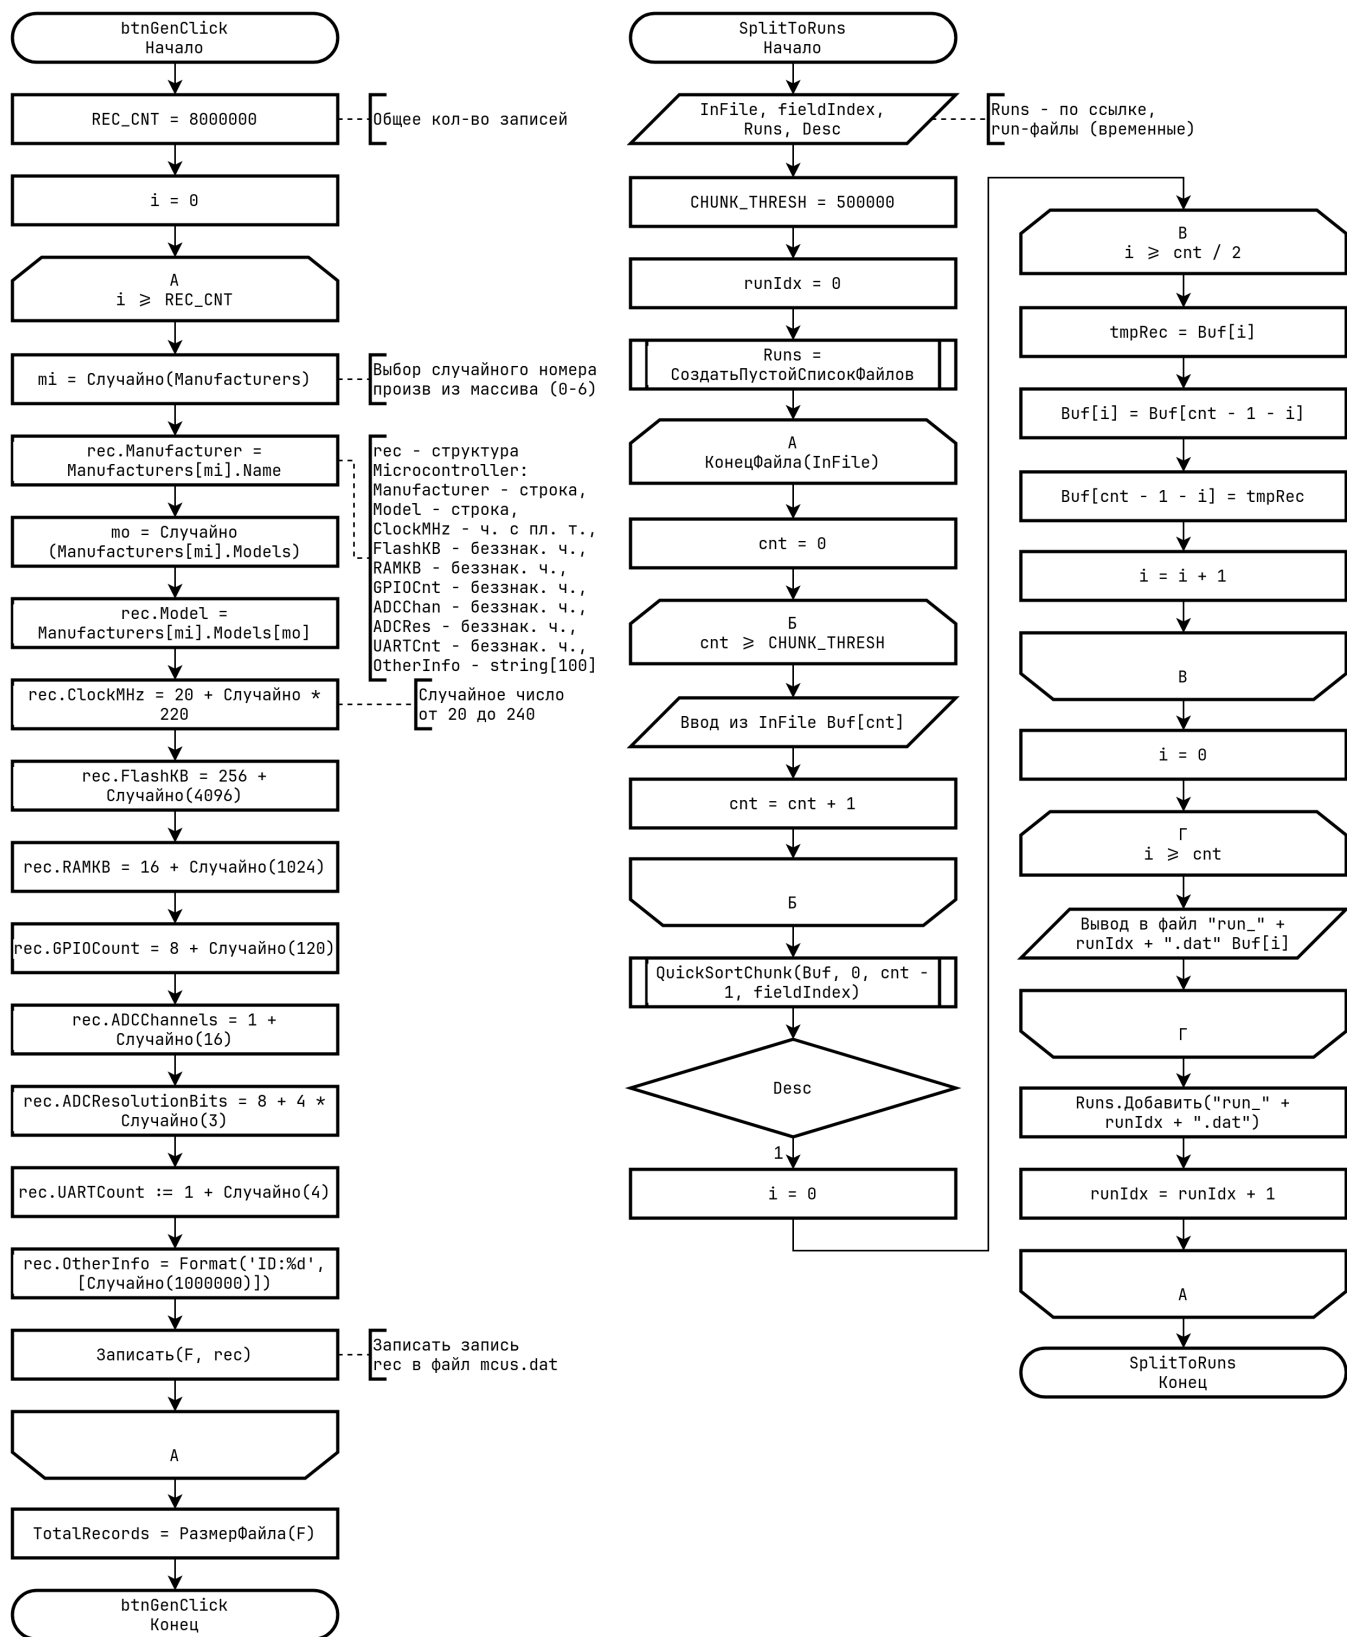 btnGenClick
Начало
REC_CNT = 8000000
Общее кол-во записей
i = 0
А
i ⩾ REC_CNT
mi = Случайно(Manufacturers)
Выбор случайного номера
произв из массива (0-6)
rec.Manufacturer =
Manufacturers[mi].Name
rec - структура
Microcontroller:
Manufacturer - строка,
Model - строка,
ClockMHz - ч. с пл. т.,
FlashKB - беззнак. ч.,
RAMKB - беззнак. ч.,
GPIOCnt - беззнак. ч.,
ADCChan - беззнак. ч.,
ADCRes - беззнак. ч.,
UARTCnt - беззнак. ч.,
OtherInfo - string[100]
mo = Случайно
(Manufacturers[mi].Models)
rec.Model =
Manufacturers[mi].Models[mo]
rec.ClockMHz = 20 + Случайно *
220
Случайное число
от 20 до 240
rec.FlashKB = 256 +
Случайно(4096)
rec.RAMKB = 16 + Случайно(1024)
rec.GPIOCount = 8 + Случайно(120)
rec.ADCChannels = 1 +
Случайно(16)
rec.ADCResolutionBits = 8 + 4 *
Случайно(3)
rec.UARTCount := 1 + Случайно(4)
rec.OtherInfo = Format('ID:%d',
[Случайно(1000000)])
Записать(F, rec)
Записать запись
rec в файл mcus.dat
А
TotalRecords = РазмерФайла(F)
btnGenClick
Конец
SplitToRuns
Начало
InFile, fieldIndex,
Runs, Desc
Runs - по ссылке,
run-файлы (временные)
CHUNK_THRESH = 500000
runIdx = 0
Runs =
СоздатьПустойСписокФайлов
А
КонецФайла(InFile)
cnt = 0
Б
cnt ⩾ CHUNK_THRESH
Ввод из InFile Buf[cnt]
cnt = cnt + 1
Б
QuickSortChunk(Buf, 0, cnt -
1, fieldIndex)
Desc
1
i = 0
В
i ⩾ cnt / 2
tmpRec = Buf[i]
Buf[i] = Buf[cnt - 1 - i]
Buf[cnt - 1 - i] = tmpRec
i = i + 1
В
i = 0
Г
i ⩾ cnt
Вывод в файл "run_" +
runIdx + ".dat" Buf[i]
Г
Runs.Добавить("run_" +
runIdx + ".dat")
runIdx = runIdx + 1
А
SplitToRuns
Конец